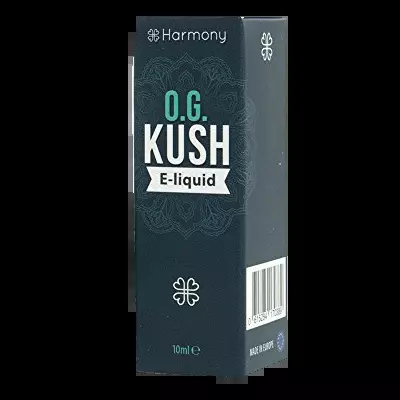 Harmony
O.G.
KUSH
E-liquid
10ml ℮
MADE IN EUROPE